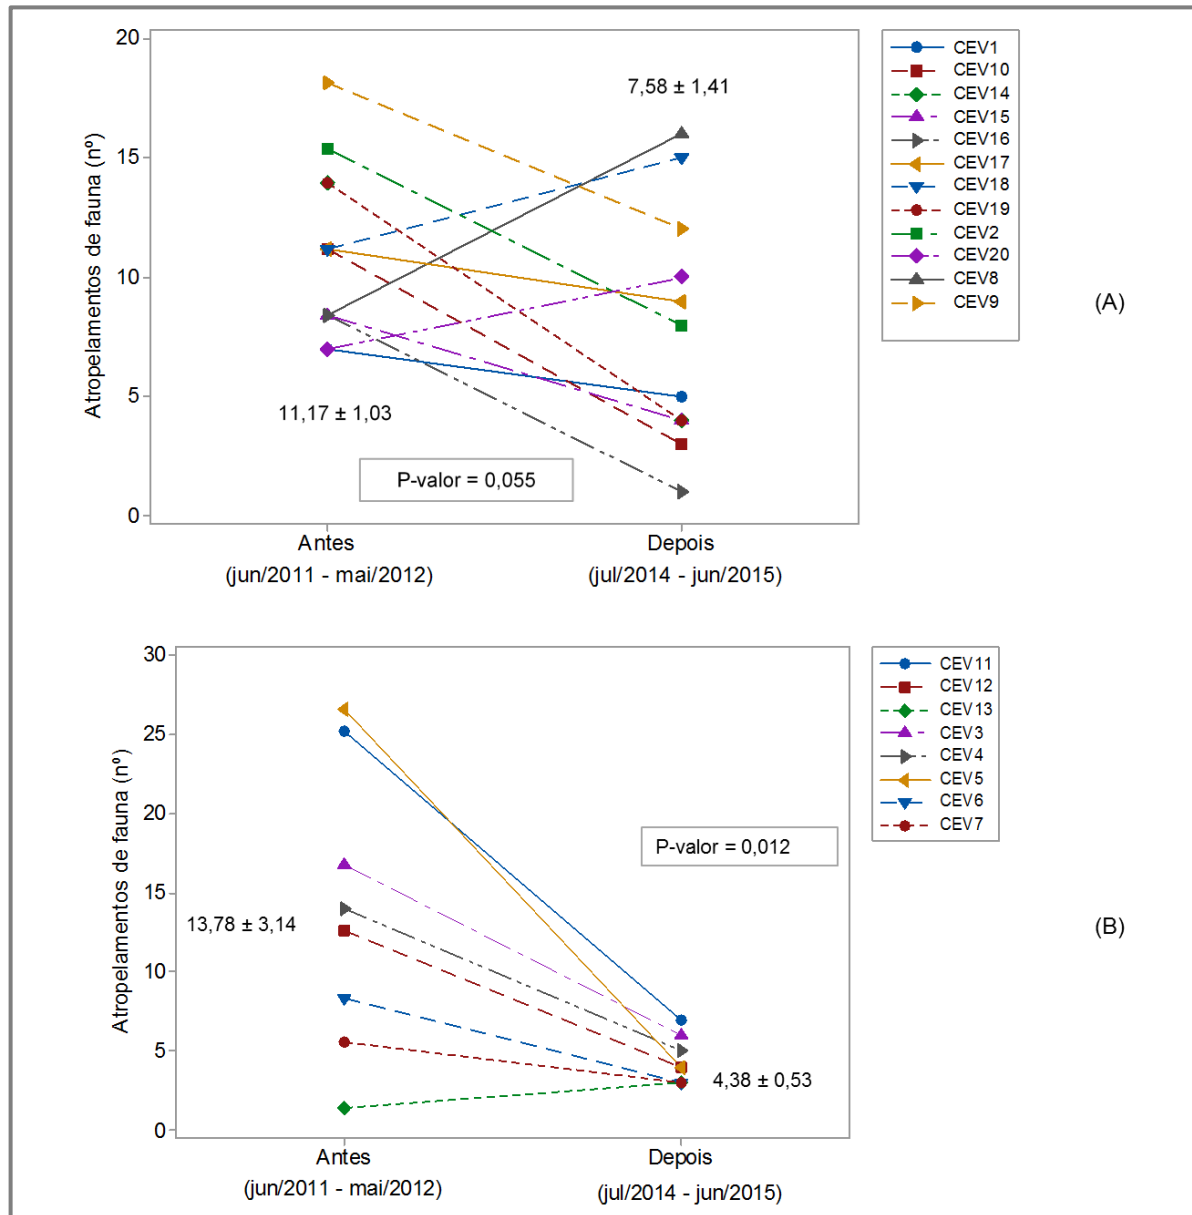 20
15
10
5
0
Atropelamentos de fauna (nº)
7,58 ± 1,41
11,17 ± 1,03
P-valor = 0,055
Antes
(jun/2011 - mai/2012)
Depois
(jul/2014 - jun/2015)
CEV1
CEV10
CEV14
CEV15
CEV16
CEV17
CEV18
CEV19
CEV2
CEV20
CEV8
CEV9
(A)
30
25
20
15
10
5
0
Atropelamentos de fauna (nº)
P-valor = 0,012
13,78 ± 3,14
4,38 ± 0,53
Antes
(jun/2011 - mai/2012)
Depois
(jul/2014 - jun/2015)
CEV11
CEV12
CEV13
CEV3
CEV4
CEV5
CEV6
CEV7
(B)